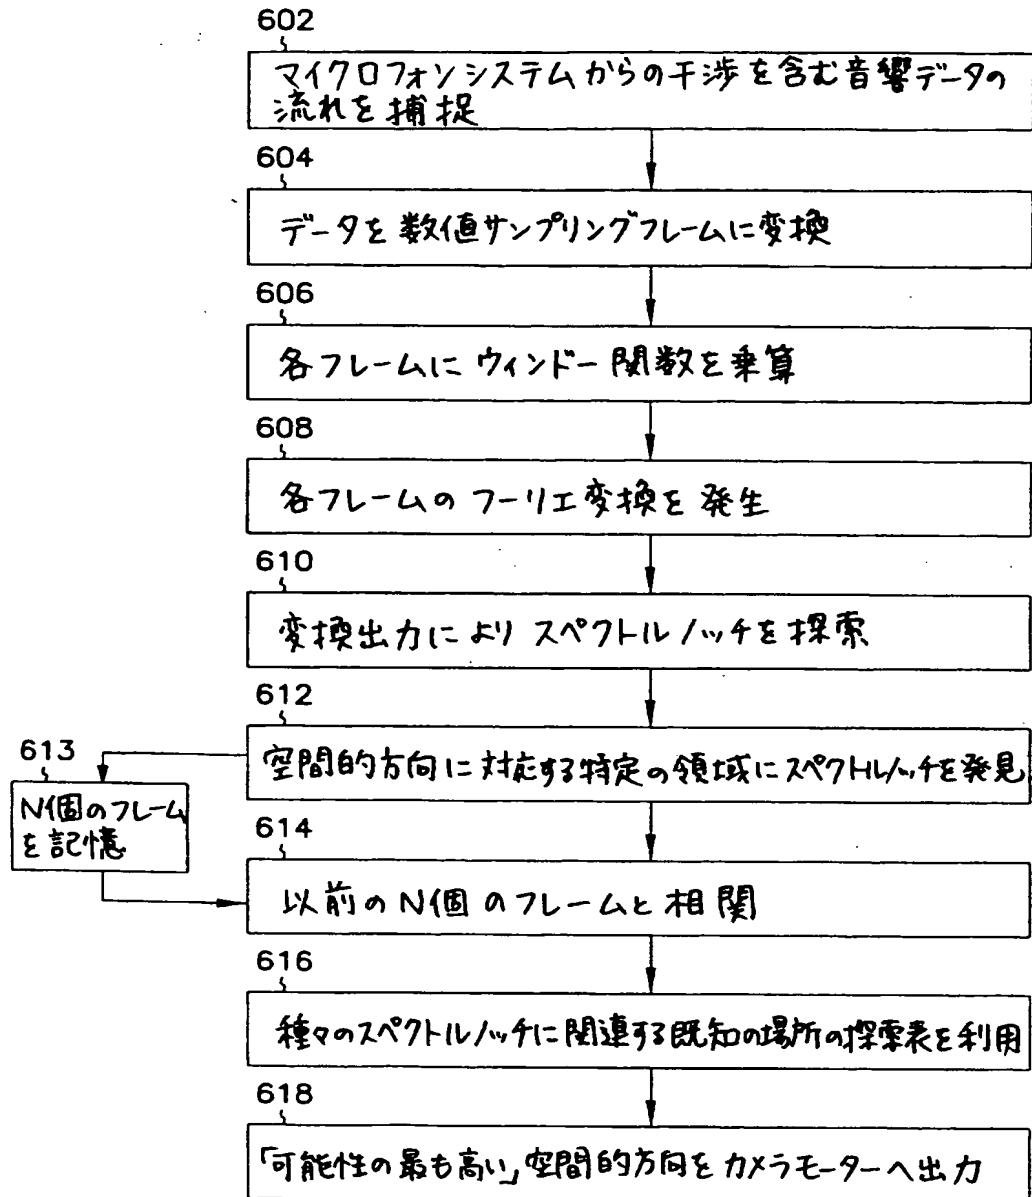 602
マイクロフォンシステムからの干渉を含む音響データの
流れを捕捉
604
データを数値サンプリングフレームに変換
606
各フレームにウィンドー関数を乗算
608
各フレームのフーリエ変換を発生
610
変換出力によりスペクトルノッチを探索
612
空間的方向に対応する特定の領域にスペクトルノッチを発見
613
N個のフレーム
を記憶
614
以前のN個のフレームと相関
616
種々のスペクトルノッチに関連する既知の場所の探索表を利用
618
「可能性の最も高い」空間的方向をカメラモーターへ出力